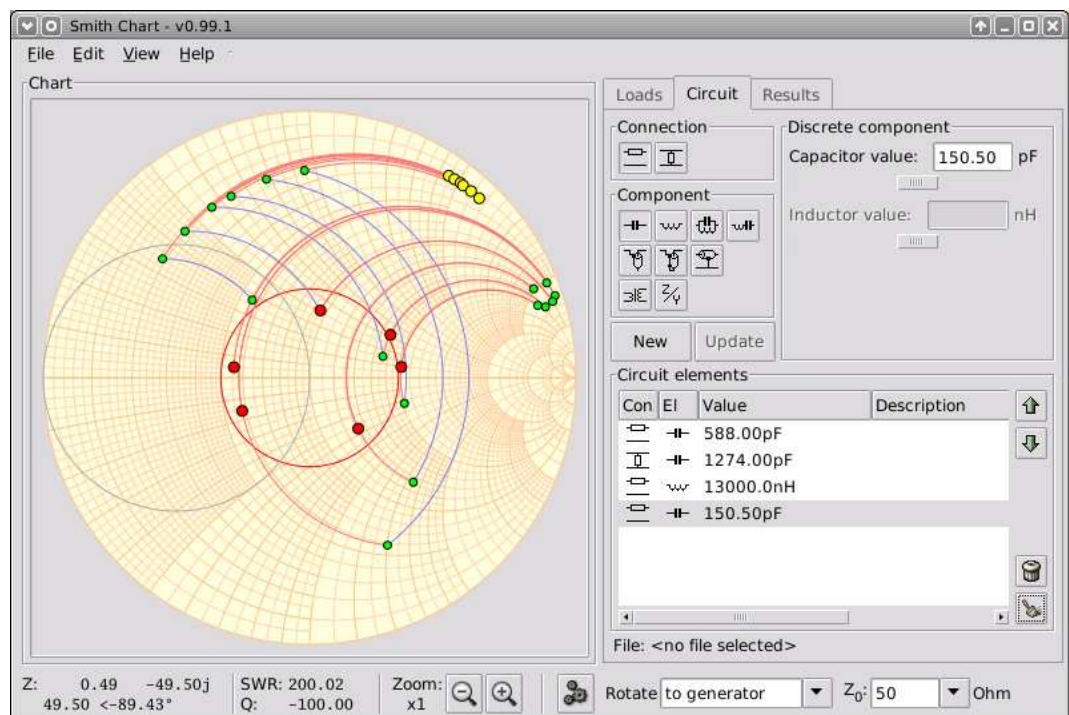 Smith Chart - v0.99.1
File Edit View Help
Chart
Loads Circuit Results
Connection
Discrete component
Capacitor value: 150.50 pF
Component
Inductor value: nH
Z/Y
New Update
Circuit elements
Con El Value Description
588.00pF
1274.00pF
13000.0nH
150.50pF
File: <no file selected>
Z: 0.49 -49.50j
49.50 <-89.43°
SWR: 200.02
Q: -100.00
Zoom:
x1
Rotate to generator Z0: 50 Ohm